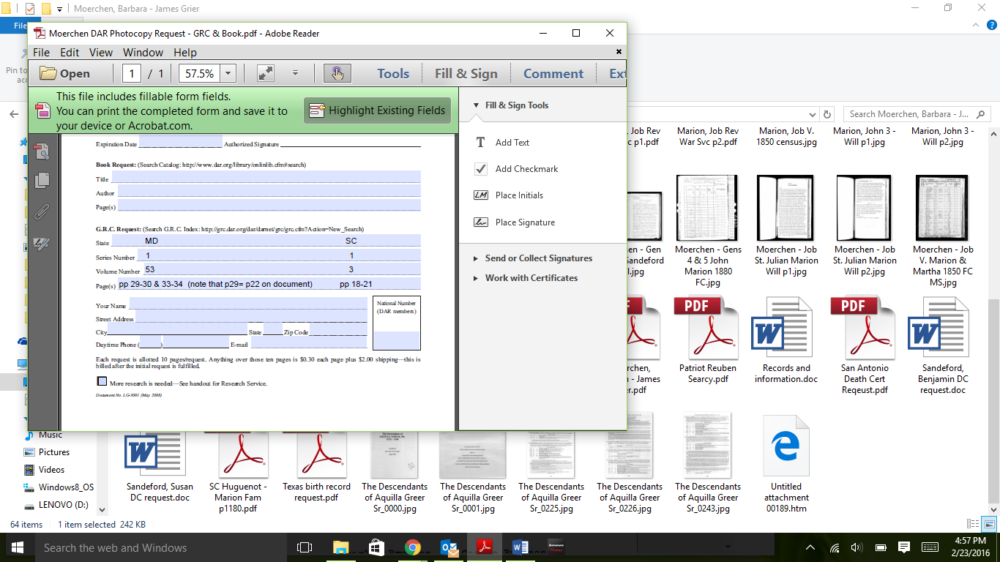 Moerchen, Barbara - James Grier
File
Moerchen DAR Photocopy Request - GRC & Book.pdf - Adobe Reader
File Edit View Window Help
Open 1 / 1 57.5% Tools Fill & Sign Comment Ext
This file includes fillable form fields.
You can print the completed form and save it to
your device or Acrobat.com.
Highlight Existing Fields
Fill & Sign Tools
Add Text
Add Checkmark
Place Initials
Place Signature
Send or Collect Signatures
Work with Certificates
Expiration Date Authorized Signature
Book Request: (Search Catalog: http://www.dar.org/library/onlinlib.cfm#search)
Title
Author
Page(s)
G.R.C. Request: (Search G.R.C. Index: http://grc.dar.org/dar/darnet/grc/grc.cfm?Action=New_Search)
State MD SC
Series Number 1 1
Volume Number 53 3
Page(s) pp 29-30 & 33-34 (note that p29= p22 on document) pp 18-21
Your Name
Street Address
City State Zip Code
Daytime Phone ( ) E-mail
National Number
(DAR members)
Each request is allotted 10 pages/request. Anything over those ten pages is $0.30 each page plus $2.00 shipping—this is
billed after the initial request is fulfilled.
More research is needed—See handout for Research Service.
Document No. LG-3001 (May 2008)
Pin to
acc
Search Moerchen, Barbara - J...
, Job Rev
c p1.pdf
Marion, Job Rev
War Svc p2.pdf
Marion, Job V.
1850 census.jpg
Marion, John 3 -
Will p1.jpg
Marion, John 3 -
Will p2.jpg
- Gen
Sandeford
l.jpg
Moerchen - Gens
4 & 5 John
Marion 1880
FC.jpg
Moerchen - Job
St. Julian Marion
Will p1.jpg
Moerchen - Job
St. Julian Marion
Will p2.jpg
Moerchen - Job
V. Marion &
Martha 1850 FC
MS.jpg
PDF
PDF
rchen,
a - James
er.pdf
Patriot Reuben
Searcy.pdf
Records and
information.doc
San Antonio
Death Cert
Reqeust.pdf
Sandeford,
Benjamin DC
request.doc
Music
Pictures
Videos
Windows8_OS
LENOVO (D:)
Sandeford, Susan
DC request.doc
SC Huguenot -
Marion Fam
p1180.pdf
Texas birth record
request.pdf
The Descendants
of Aquilla Greer
Sr_0000.jpg
The Descendants
of Aquilla Greer
Sr_0001.jpg
The Descendants
of Aquilla Greer
Sr_0225.jpg
The Descendants
of Aquilla Greer
Sr_0226.jpg
The Descendants
of Aquilla Greer
Sr_0243.jpg
Untitled
attachment
00189.htm
64 items 1 item selected 242 KB
Search the web and Windows
4:57 PM
2/23/2016